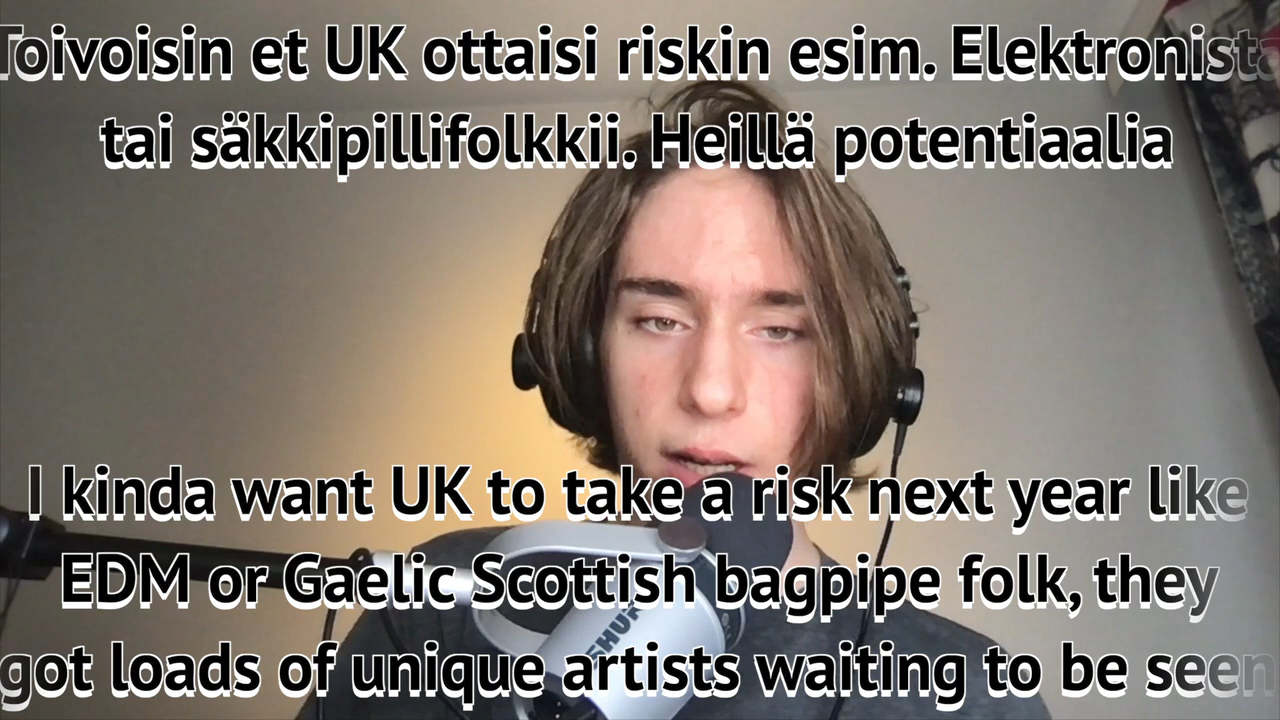 Toivoisin et UK ottaisi riskin esim. Elektronista
tai säkkipillifolkkii. Heillä potentiaalia
I kinda want UK to take a risk next year like
EDM or Gaelic Scottish bagpipe folk, they
got loads of unique artists waiting to be seen
SHURE